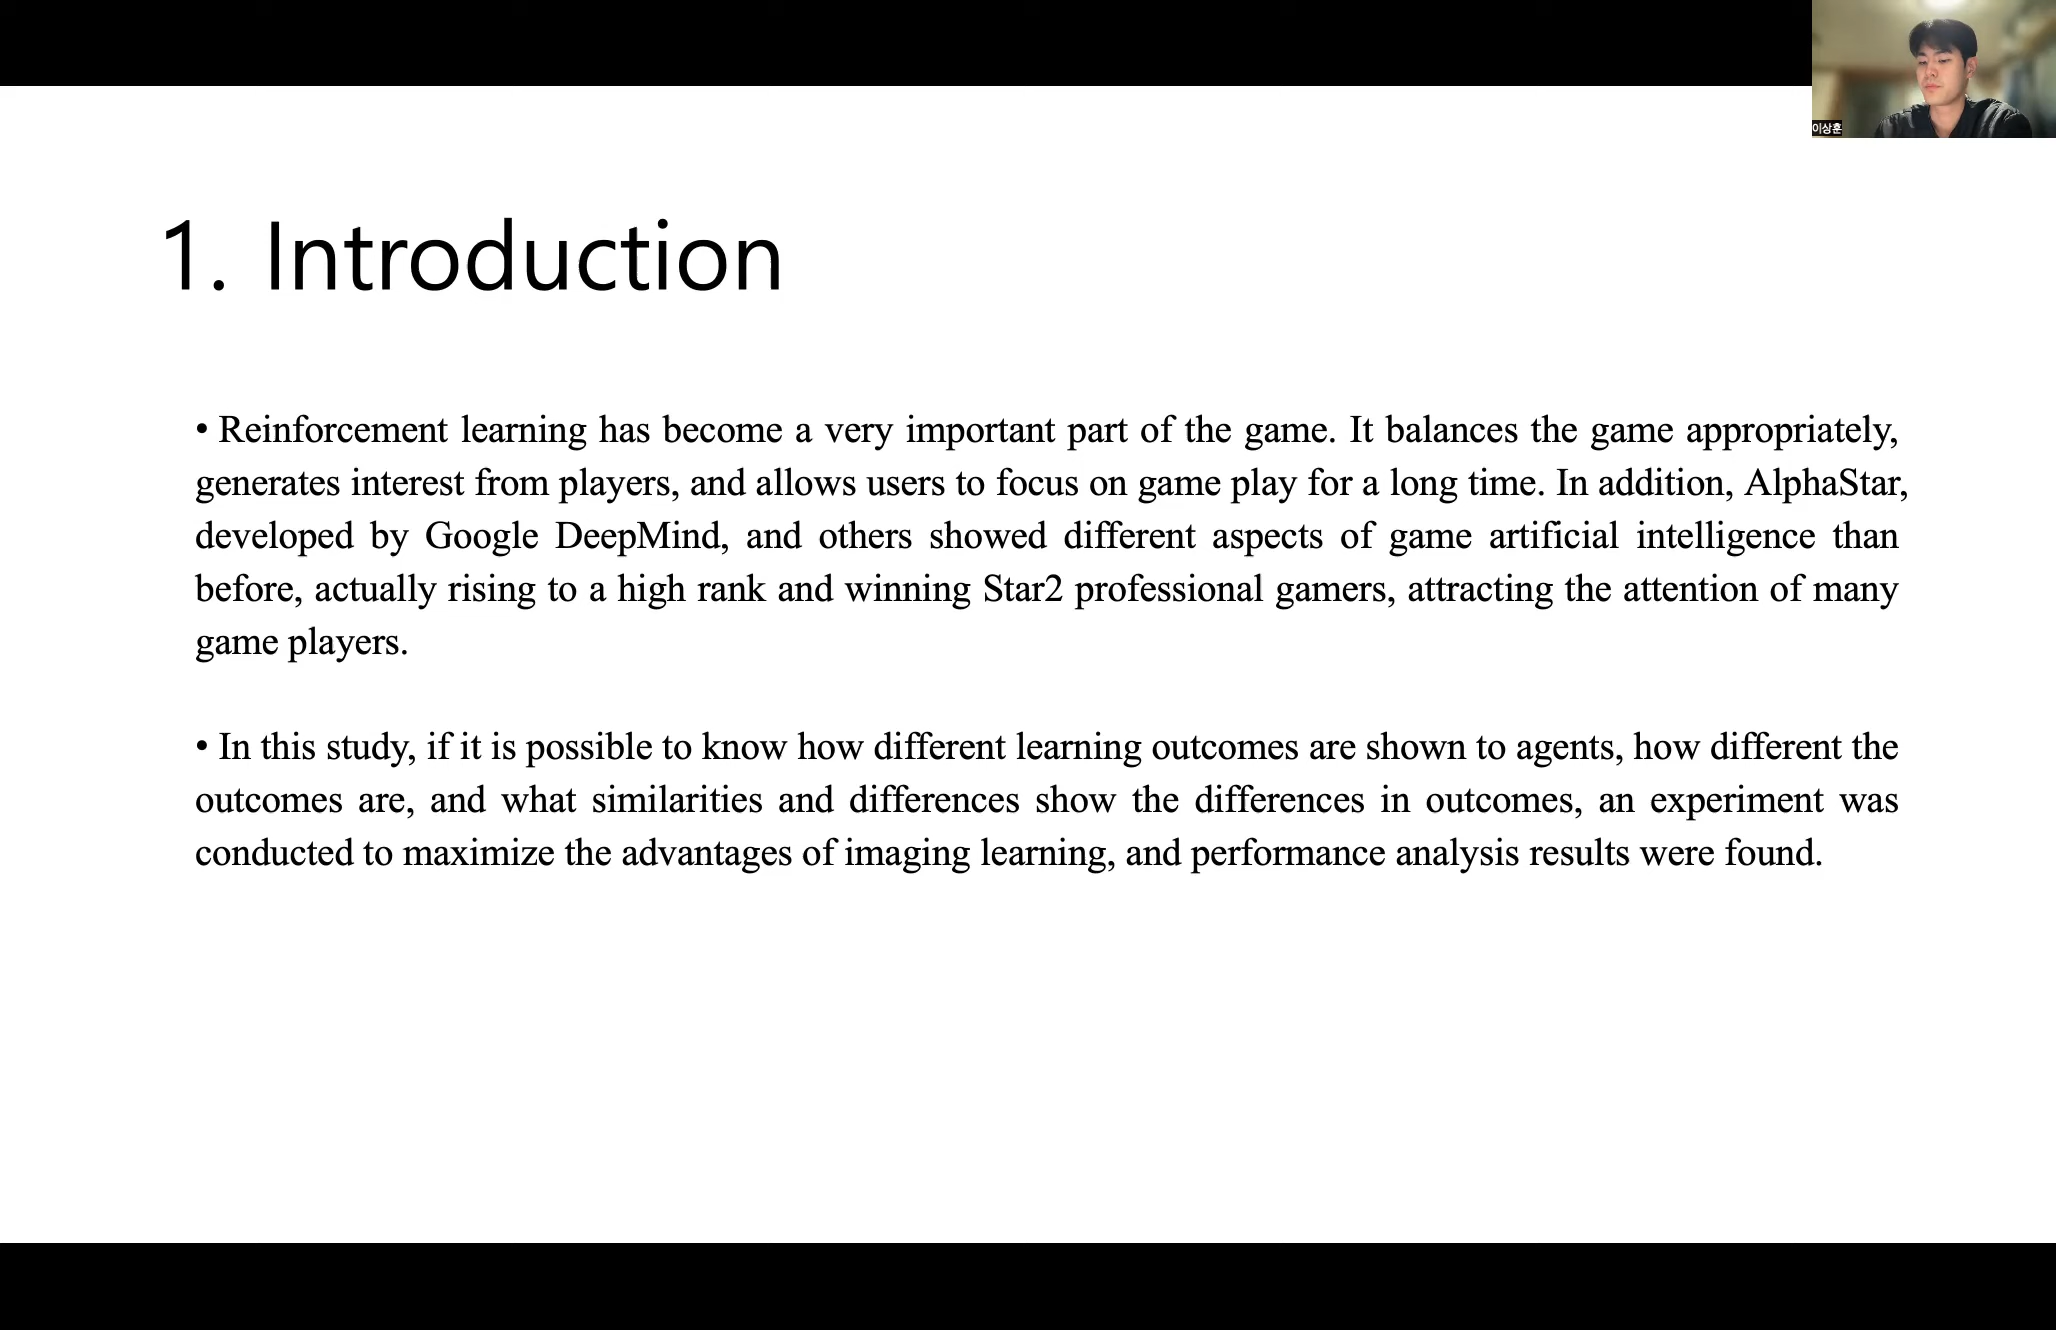 이상훈
1. Introduction
• Reinforcement learning has become a very important part of the game. It balances the game appropriately,
generates interest from players, and allows users to focus on game play for a long time. In addition, AlphaStar,
developed by Google DeepMind, and others showed different aspects of game artificial intelligence than
before, actually rising to a high rank and winning Star2 professional gamers, attracting the attention of many
game players.
• In this study, if it is possible to know how different learning outcomes are shown to agents, how different the
outcomes are, and what similarities and differences show the differences in outcomes, an experiment was
conducted to maximize the advantages of imaging learning, and performance analysis results were found.